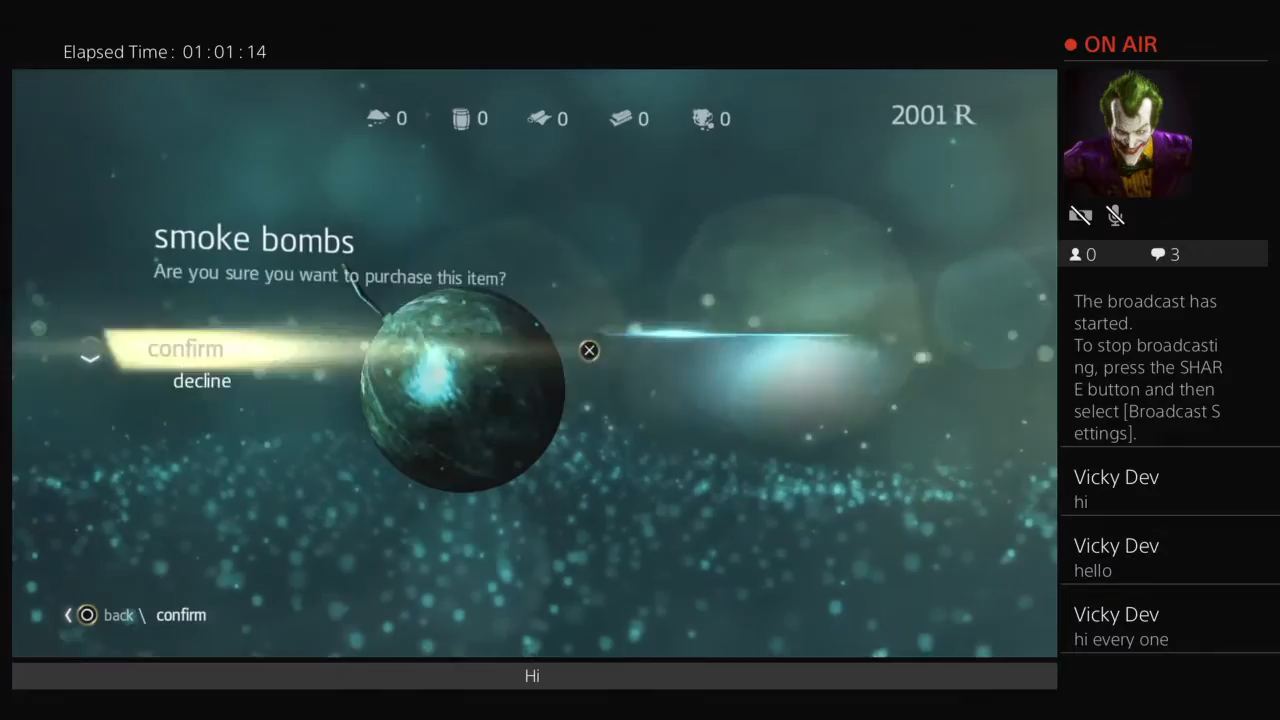 Elapsed Time: 01:01:14
ON AIR
0 0 0 0 0 2001 R
smoke bombs
Are you sure you want to purchase this item?
confirm
decline
back \ confirm
Hi
0 3
The broadcast has
started.
To stop broadcasti
ng, press the SHAR
E button and then
select [Broadcast S
ettings].
Vicky Dev
hi
Vicky Dev
hello
Vicky Dev
hi every one